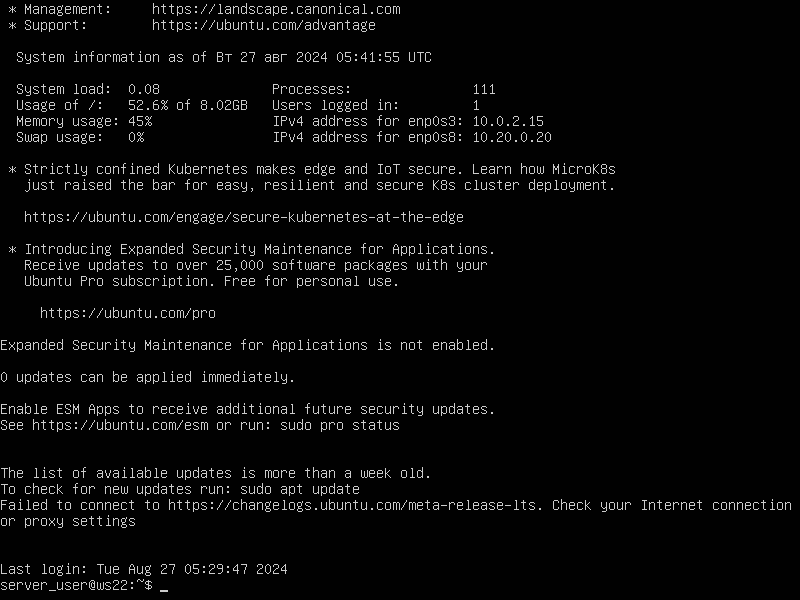 * Management:     https://landscape.canonical.com
 * Support:        https://ubuntu.com/advantage
  System information as of Вт 27 авг 2024 05:41:55 UTC
  System load:  0.08              Processes:               111
  Usage of /:   52.6% of 8.02GB   Users logged in:         1
  Memory usage: 45%               IPv4 address for enp0s3: 10.0.2.15
  Swap usage:   0%                IPv4 address for enp0s8: 10.20.0.20
 * Strictly confined Kubernetes makes edge and IoT secure. Learn how MicroK8s
   just raised the bar for easy, resilient and secure K8s cluster deployment.
   https://ubuntu.com/engage/secure-kubernetes-at-the-edge
 * Introducing Expanded Security Maintenance for Applications.
   Receive updates to over 25,000 software packages with your
   Ubuntu Pro subscription. Free for personal use.
     https://ubuntu.com/pro
Expanded Security Maintenance for Applications is not enabled.
0 updates can be applied immediately.
Enable ESM Apps to receive additional future security updates.
See https://ubuntu.com/esm or run: sudo pro status
The list of available updates is more than a week old.
To check for new updates run: sudo apt update
Failed to connect to https://changelogs.ubuntu.com/meta-release-lts. Check your Internet connection
or proxy settings
Last login: Tue Aug 27 05:29:47 2024
server_user@ws22:~$ _